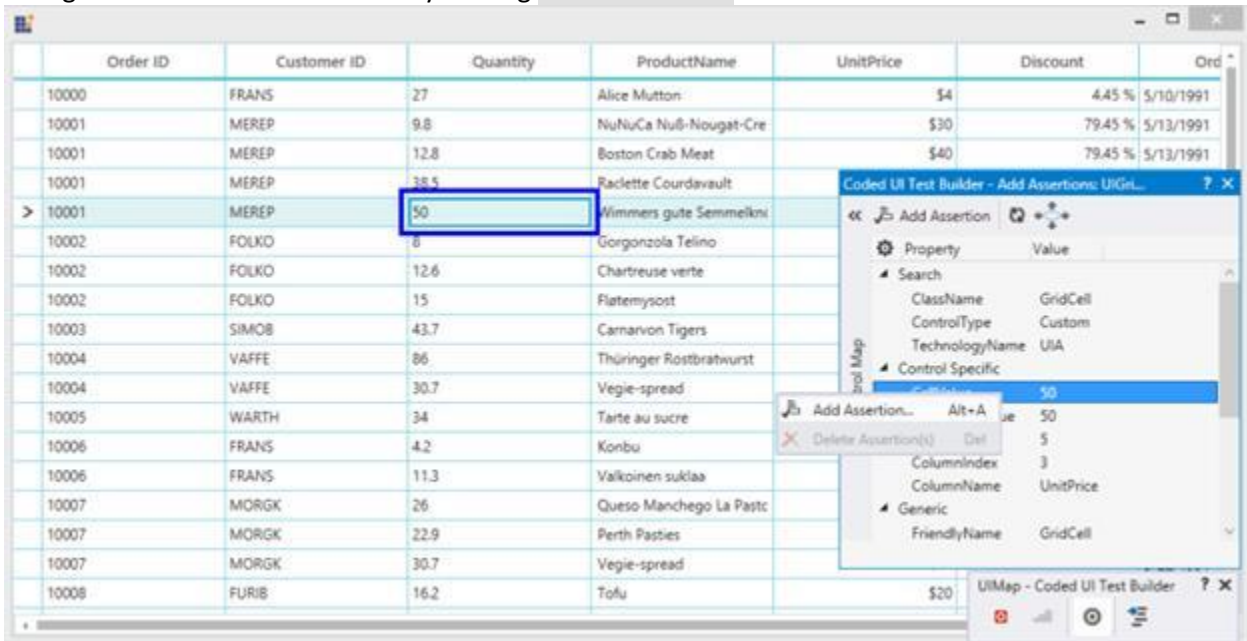 Order ID Customer ID Quantity ProductName UnitPrice Discount Ord
10000 FRANS 27 Alice Mutton $4 4.45 % 5/10/1991
10001 MEREP 9.8 NuNuCa Nuß-Nougat-Cre $30 79.45 % 5/13/1991
10001 MEREP 12.8 Boston Crab Meat $40 79.45 % 5/13/1991
10001 MEREP 38.5 Raclette Courdavault
10001 MEREP 50 Wimmers gute Semmelkn
10002 FOLKO 8 Gorgonzola Telino
10002 FOLKO 12.6 Chartreuse verte
10002 FOLKO 15 Fløtemysost
10003 SIMOB 43.7 Carnarvon Tigers
10004 VAFFE 86 Thüringer Rostbratwurst
10004 VAFFE 30.7 Vegie-spread
10005 WARTH 34 Tarte au sucre
10006 FRANS 4.2 Konbu
10006 FRANS 11.3 Valkoinen suklaa
10007 MORGK 26 Queso Manchego La Pastc
10007 MORGK 22.9 Perth Pasties
10007 MORGK 30.7 Vegie-spread
10008 FURIB 16.2 Tofu $20
Coded UI Test Builder - Add Assertions: UIGri... ? ×
Add Assertion
Property Value
Search
ClassName GridCell
ControlType Custom
TechnologyName UIA
Control Specific
50
ue 50
5
ColumnIndex 3
ColumnName UnitPrice
Generic
FriendlyName GridCell
rol Map
Add Assertion... Alt+A
Delete Assertion(s) Del
UIMap - Coded UI Test Builder ? ×